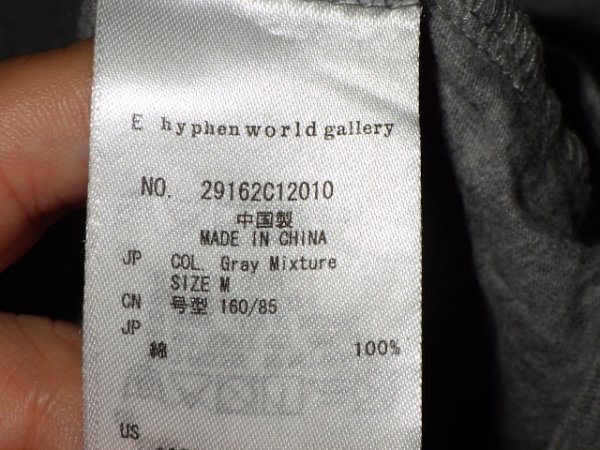 E hyphen world gallery
NO. 29162C12010
中国製
MADE IN CHINA
JP COL. Gray Mixture
SIZE M
CN 号型 160/85
JP
綿 100%
US